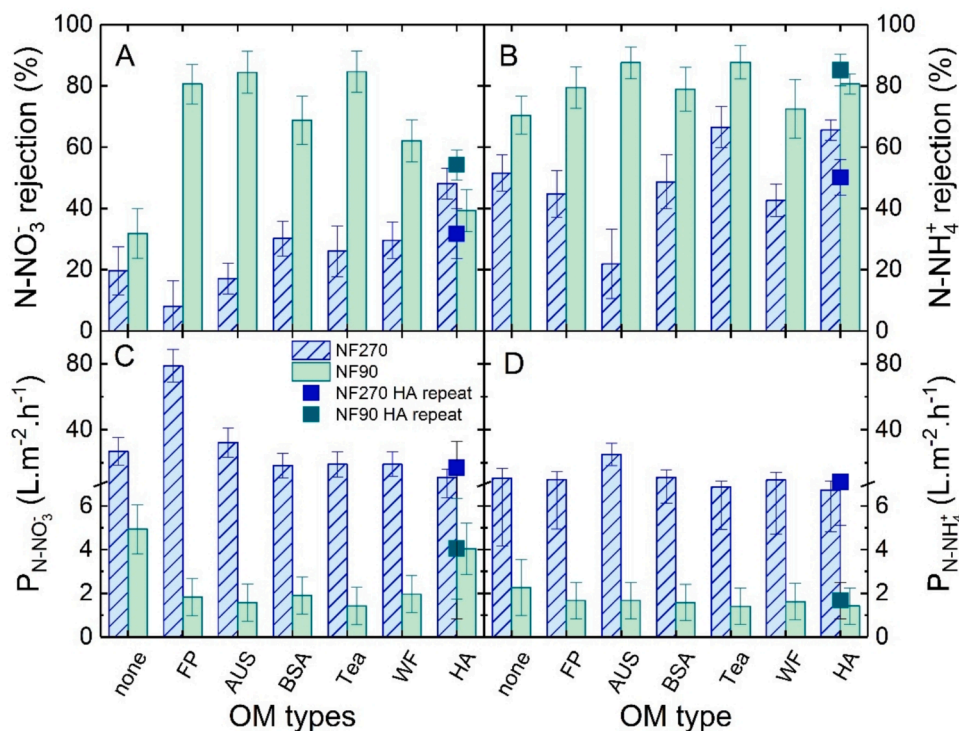 A
B
N-NO₃⁻ rejection (%)
100
80
60
40
20
0
100
80
60
40
20
0
N-NH₄⁺ rejection (%)
C
D
NF270
NF90
NF270 HA repeat
NF90 HA repeat
P_N-NO₃⁻ (L.m⁻².h⁻¹)
80
40
6
4
2
0
80
40
6
4
2
0
P_N-NH₄⁺ (L.m⁻².h⁻¹)
none FP AUS BSA Tea WF HA
none FP AUS BSA Tea WF HA
OM types
OM type